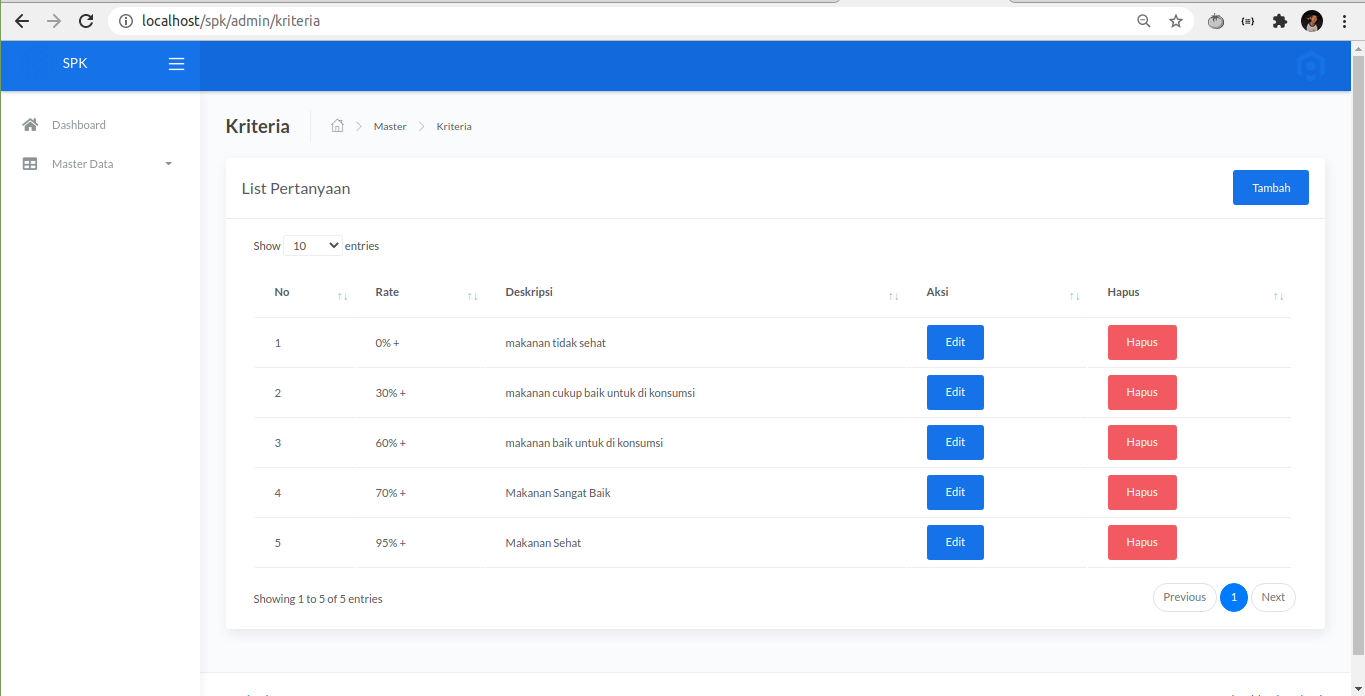 localhost/spk/admin/kriteria
SPK
Dashboard
Master Data
Kriteria Master Kriteria
List Pertanyaan Tambah
Show 10 entries
No Rate Deskripsi Aksi Hapus
1 0% + makanan tidak sehat Edit Hapus
2 30% + makanan cukup baik untuk di konsumsi Edit Hapus
3 60% + makanan baik untuk di konsumsi Edit Hapus
4 70% + Makanan Sangat Baik Edit Hapus
5 95% + Makanan Sehat Edit Hapus
Showing 1 to 5 of 5 entries Previous 1 Next